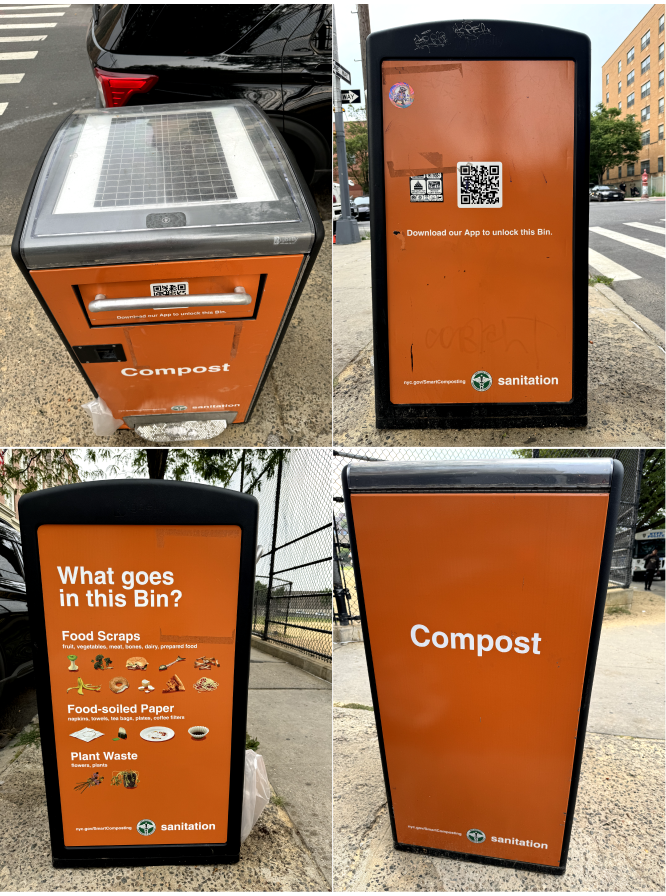 Download our App to unlock this Bin.
Compost
sanitation
WAY
Download our App to unlock this Bin.
nyc.gov/SmartComposting
sanitation
What goes
in this Bin?
Food Scraps
fruit, vegetables, meat, bones, dairy, prepared food
Food-soiled Paper
napkins, towels, tea bags, plates, coffee filters
Plant Waste
flowers, plants
nyc.gov/SmartComposting
sanitation
Compost
nyc.gov/SmartComposting
sanitation